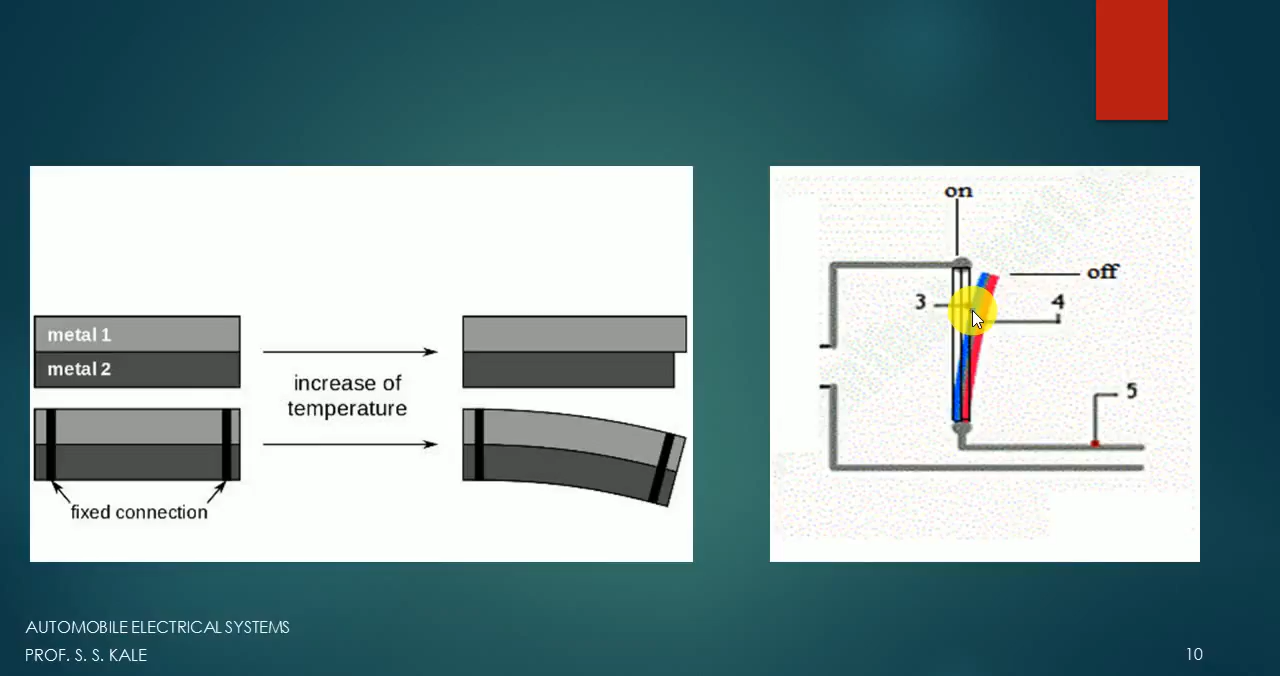 metal 1
metal 2
increase of
temperature
fixed connection
on
off
3
4
5
AUTOMOBILE ELECTRICAL SYSTEMS
PROF. S. S. KALE
10